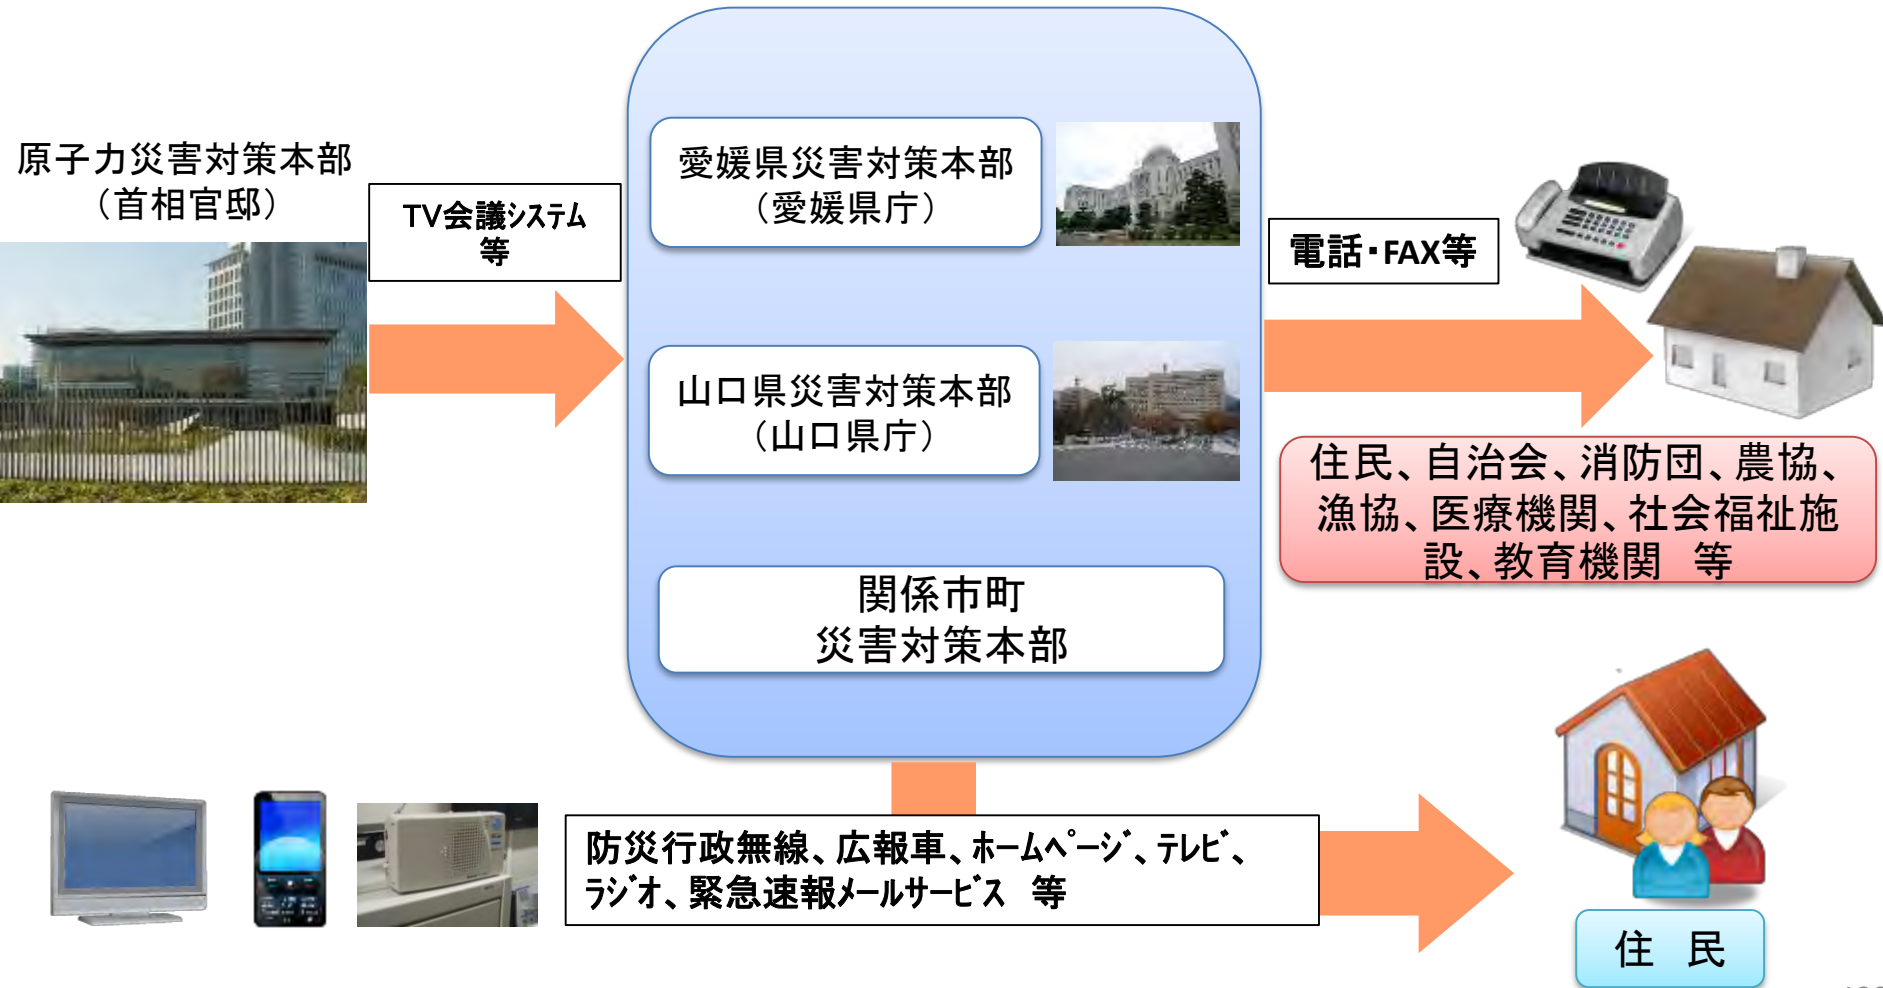 原子力災害対策本部
（首相官邸）
TV会議ｼｽﾃﾑ
等
愛媛県災害対策本部
（愛媛県庁）
山口県災害対策本部
（山口県庁）
関係市町
災害対策本部
電話・FAX等
住民、自治会、消防団、農協、
漁協、医療機関、社会福祉施
設、教育機関　等
防災行政無線、広報車、ﾎｰﾑﾍﾟｰｼﾞ、ﾃﾚﾋﾞ、
ﾗｼﾞｵ、緊急速報ﾒｰﾙｻｰﾋﾞｽ　等
住　民